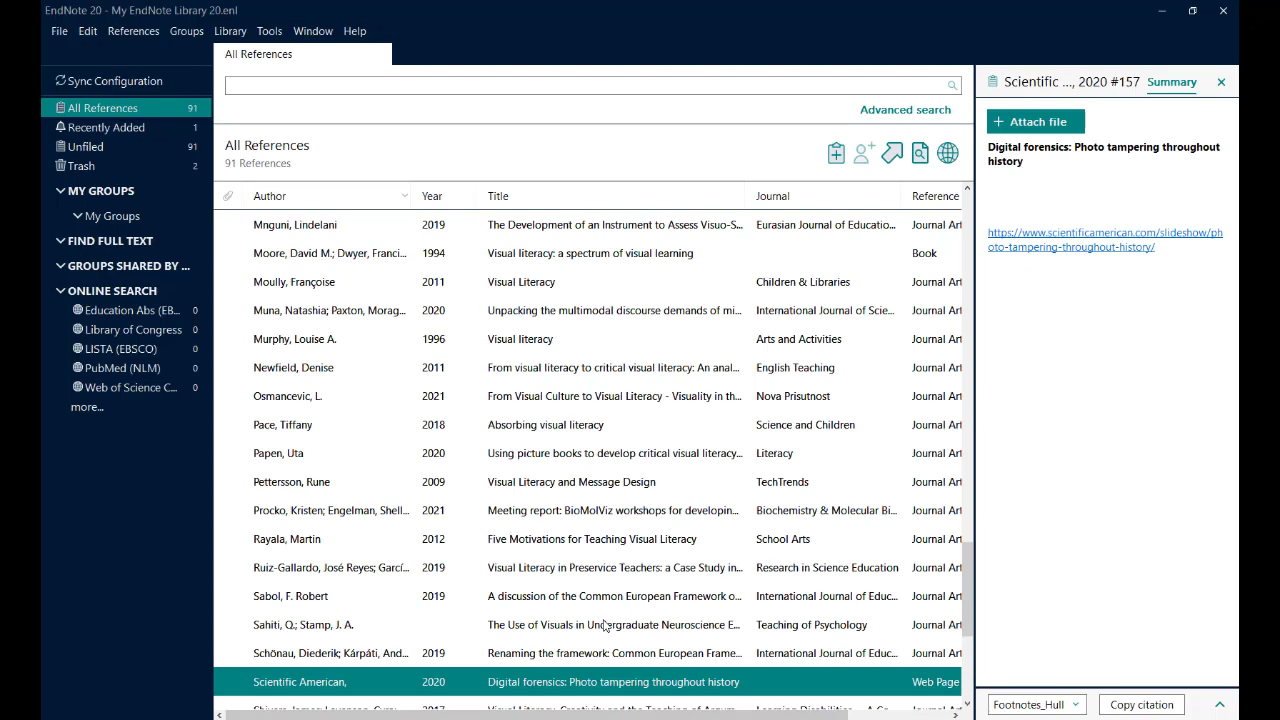 EndNote 20 - My EndNote Library 20.enl
File Edit References Groups Library Tools Window Help
All References
Sync Configuration
All References 91
Recently Added 1
Unfiled 91
Trash 2
MY GROUPS
My Groups
FIND FULL TEXT
GROUPS SHARED BY ...
ONLINE SEARCH
Education Abs (EB... 0
Library of Congress 0
LISTA (EBSCO) 0
PubMed (NLM) 0
Web of Science C... 0
more...
Advanced search
All References
91 References
Author Year Title Journal Reference
Mnguni, Lindelani 2019 The Development of an Instrument to Assess Visuo-S... Eurasian Journal of Educatio... Journal Art
Moore, David M.; Dwyer, Franci... 1994 Visual literacy: a spectrum of visual learning Book
Moully, Françoise 2011 Visual Literacy Children & Libraries Journal Art
Muna, Natashia; Paxton, Morag... 2020 Unpacking the multimodal discourse demands of mi... International Journal of Scie... Journal Art
Murphy, Louise A. 1996 Visual literacy Arts and Activities Journal Art
Newfield, Denise 2011 From visual literacy to critical visual literacy: An anal... English Teaching Journal Art
Osmancevic, L. 2021 From Visual Culture to Visual Literacy - Visuality in th... Nova Prisutnost Journal Art
Pace, Tiffany 2018 Absorbing visual literacy Science and Children Journal Art
Papen, Uta 2020 Using picture books to develop critical visual literacy... Literacy Journal Art
Pettersson, Rune 2009 Visual Literacy and Message Design TechTrends Journal Art
Procko, Kristen; Engelman, Shell... 2021 Meeting report: BioMolViz workshops for developin... Biochemistry & Molecular Bi... Journal Art
Rayala, Martin 2012 Five Motivations for Teaching Visual Literacy School Arts Journal Art
Ruiz-Gallardo, José Reyes; Garcí... 2019 Visual Literacy in Preservice Teachers: a Case Study in... Research in Science Education Journal Art
Sabol, F. Robert 2019 A discussion of the Common European Framework o... International Journal of Educ... Journal Art
Sahiti, Q.; Stamp, J. A. The Use of Visuals in Undergraduate Neuroscience E... Teaching of Psychology Journal Art
Schönau, Diederik; Kárpáti, And... 2019 Renaming the framework: Common European Frame... International Journal of Educ... Journal Art
Scientific American, 2020 Digital forensics: Photo tampering throughout history Web Page
Scientific ..., 2020 #157 Summary
Attach file
Digital forensics: Photo tampering throughout
history
https://www.scientificamerican.com/slideshow/ph
oto-tampering-throughout-history/
Footnotes_Hull Copy citation